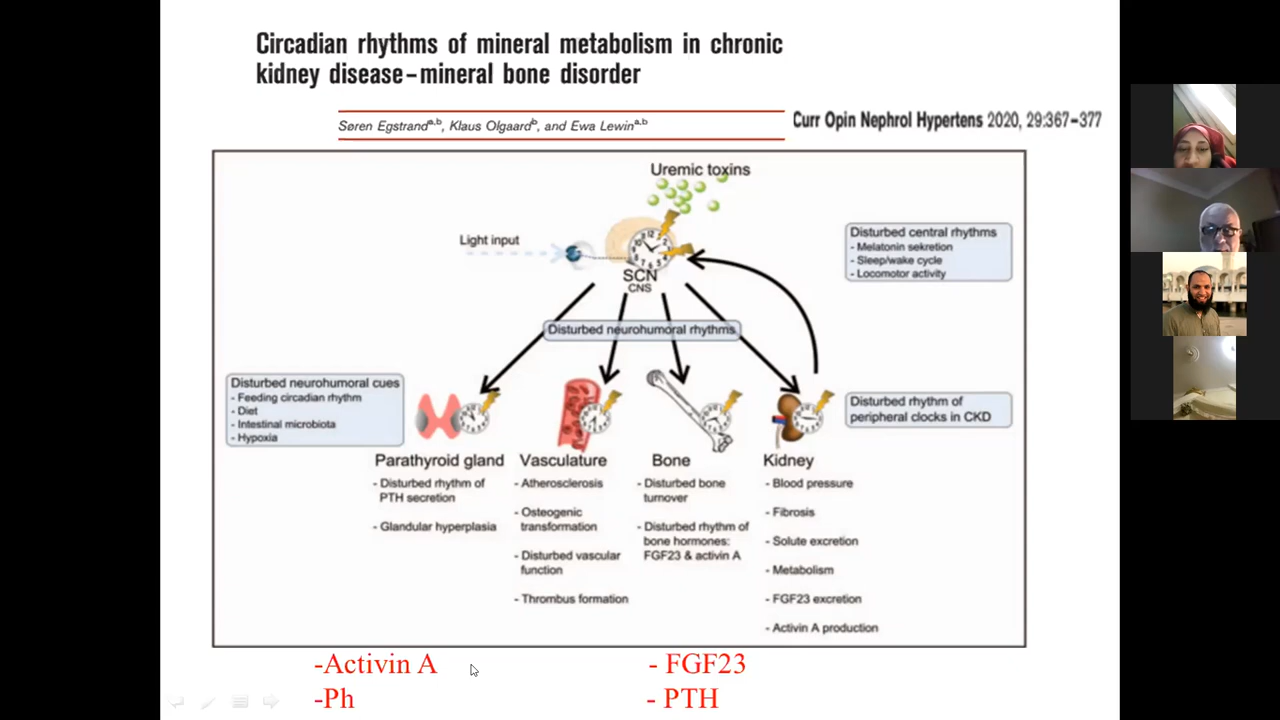 Circadian rhythms of mineral metabolism in chronic
kidney disease–mineral bone disorder
Søren Egstrandᵃ,ᵇ, Klaus Olgaardᵇ, and Ewa Lewinᵃ,ᵇ
Curr Opin Nephrol Hypertens 2020, 29:367–377
Uremic toxins
Light input
SCN
CNS
Disturbed central rhythms
- Melatonin sekretion
- Sleep/wake cycle
- Locomotor activity
Disturbed neurohumoral rhythms
Disturbed neurohumoral cues
- Feeding circadian rhythm
- Diet
- Intestinal microbiota
- Hypoxia
Disturbed rhythm of
peripheral clocks in CKD
Parathyroid gland
- Disturbed rhythm of
PTH secretion
- Glandular hyperplasia
Vasculature
- Atherosclerosis
- Osteogenic
transformation
- Disturbed vascular
function
- Thrombus formation
Bone
- Disturbed bone
turnover
- Disturbed rhythm of
bone hormones:
FGF23 & activin A
Kidney
- Blood pressure
- Fibrosis
- Solute excretion
- Metabolism
- FGF23 excretion
- Activin A production
-Activin A
- FGF23
-Ph
- PTH